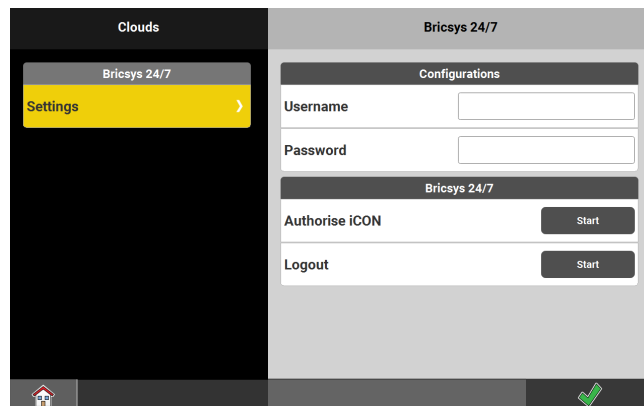 Clouds
Bricsys 24/7
Bricsys 24/7
Settings
Configurations
Username
Password
Bricsys 24/7
Authorise iCON
Start
Logout
Start